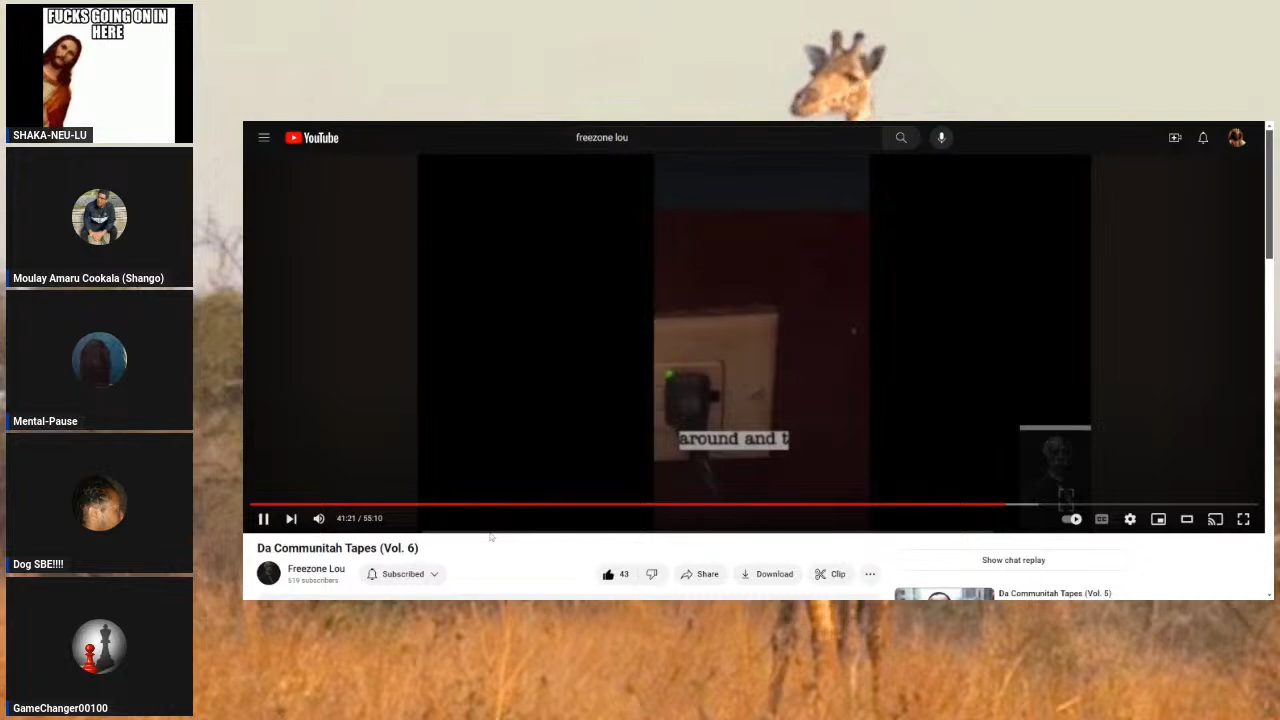 FUCKS GOING ON IN
HERE
SHAKA-NEU-LU
Moulay Amaru Cookala (Shango)
Mental-Pause
Dog SBE!!!!
GameChanger00100
YouTube
freezone lou
around and t
41:21 / 55:10
Da Communitah Tapes (Vol. 6)
Freezone Lou
519 subscribers
Subscribed
43
Share
Download
Clip
Show chat replay
Da Communitah Tapes (Vol. 5)